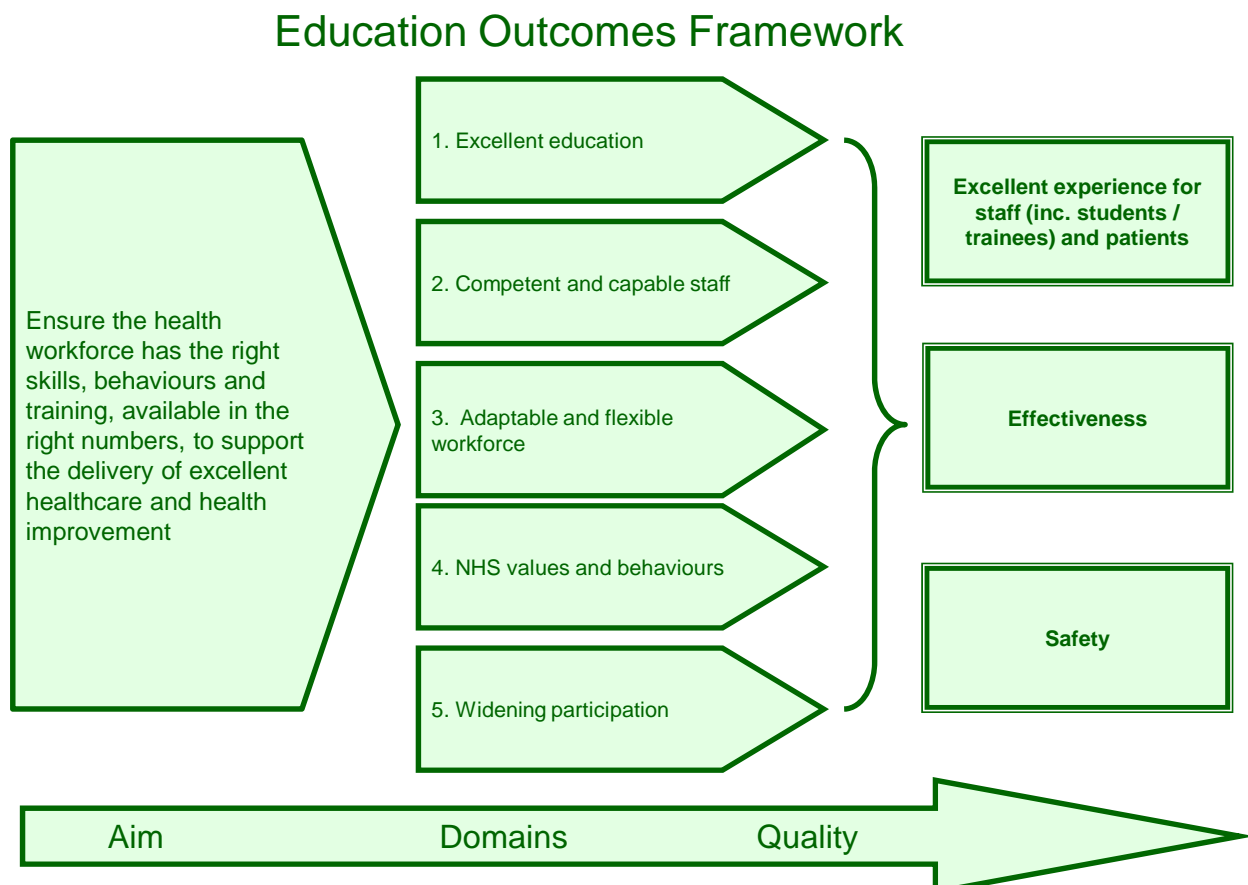 Education Outcomes Framework
Ensure the health
workforce has the right
skills, behaviours and
training, available in the
right numbers, to support
the delivery of excellent
healthcare and health
improvement
1. Excellent education
2. Competent and capable staff
3.  Adaptable and flexible
workforce
4. NHS values and behaviours
5. Widening participation
Excellent experience for
staff (inc. students /
trainees) and patients
Effectiveness
Safety
Aim
Domains
Quality